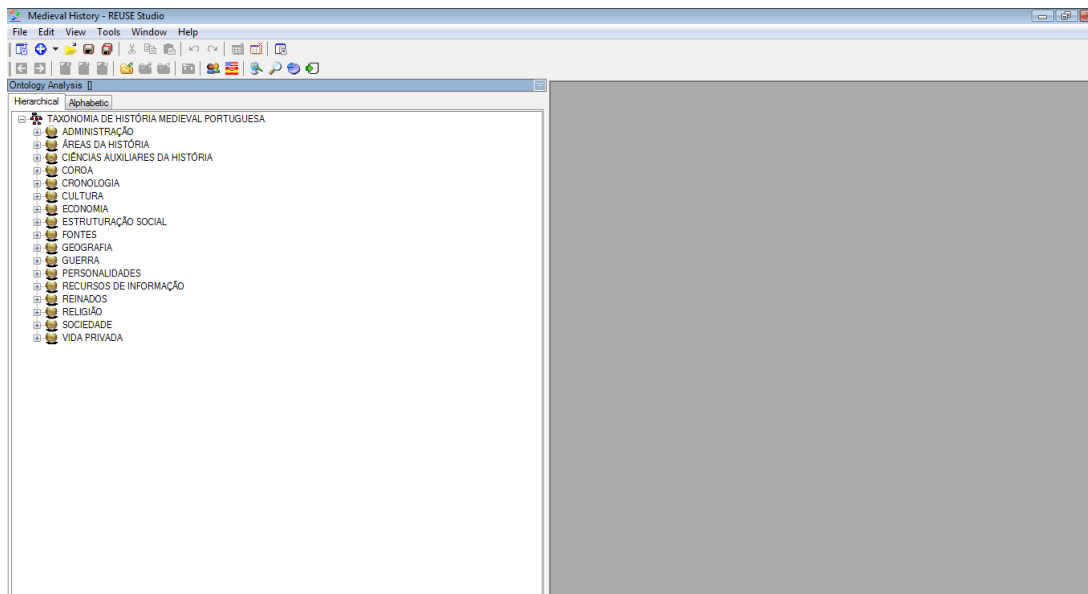 Medieval History - REUSE Studio
File Edit View Tools Window Help
Ontology Analysis []
Hierarchical Alphabetic
TAXONOMIA DE HISTÓRIA MEDIEVAL PORTUGUESA
ADMINISTRAÇÃO
ÁREAS DA HISTÓRIA
CIÊNCIAS AUXILIARES DA HISTÓRIA
COROA
CRONOLOGIA
CULTURA
ECONOMIA
ESTRUTURAÇÃO SOCIAL
FONTES
GEOGRAFIA
GUERRA
PERSONALIDADES
RECURSOS DE INFORMAÇÃO
REINADOS
RELIGIÃO
SOCIEDADE
VIDA PRIVADA